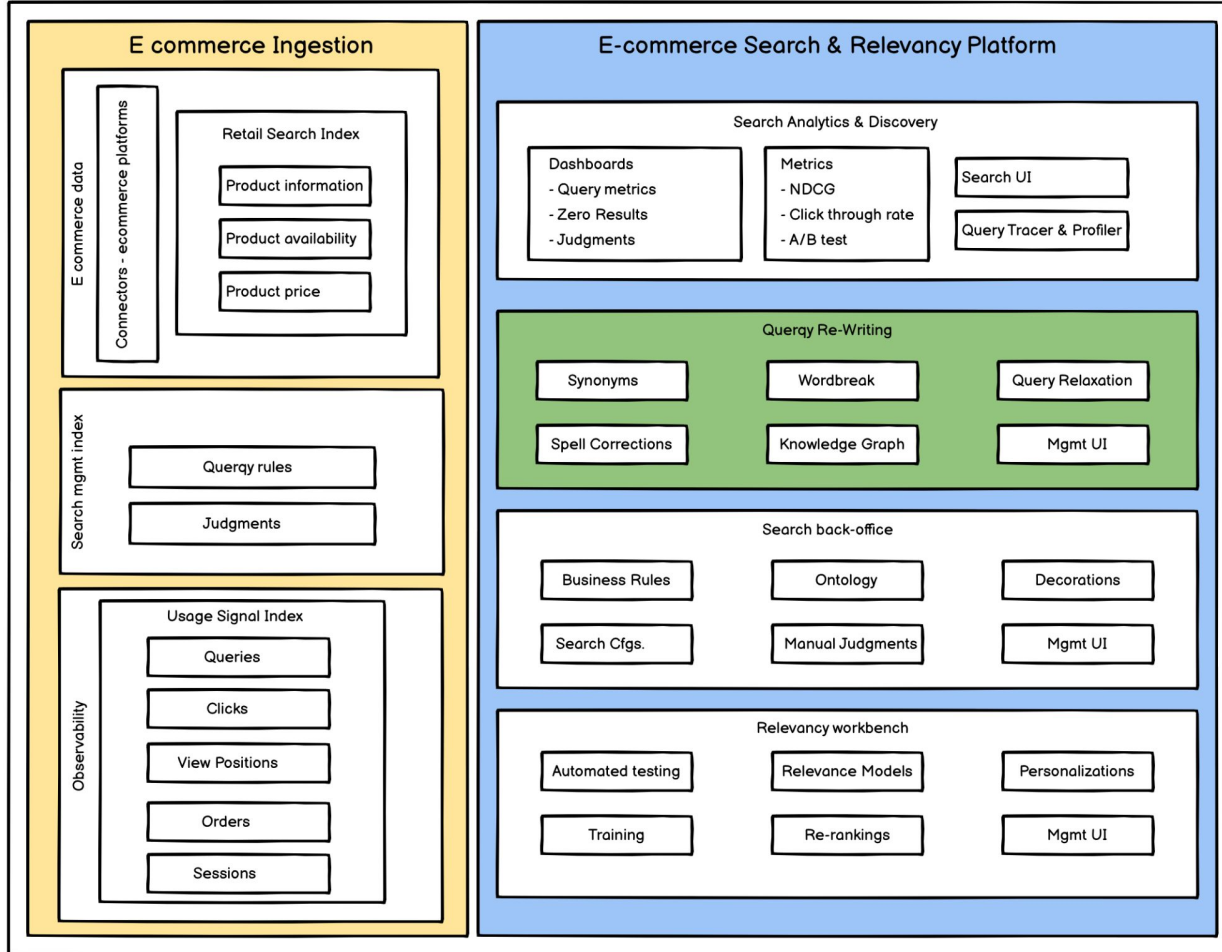 E commerce Ingestion
E commerce data
Connectors - ecommerce platforms
Retail Search Index
Product information
Product availability
Product price
Search mgmt index
Querqy rules
Judgments
Observability
Usage Signal Index
Queries
Clicks
View Positions
Orders
Sessions
E-commerce Search & Relevancy Platform
Search Analytics & Discovery
Dashboards
- Query metrics
- Zero Results
- Judgments
Metrics
- NDCG
- Click through rate
- A/B test
Search UI
Query Tracer & Profiler
Querqy Re-Writing
Synonyms
Wordbreak
Query Relaxation
Spell Corrections
Knowledge Graph
Mgmt UI
Search back-office
Business Rules
Ontology
Decorations
Search Cfgs.
Manual Judgments
Mgmt UI
Relevancy workbench
Automated testing
Relevance Models
Personalizations
Training
Re-rankings
Mgmt UI